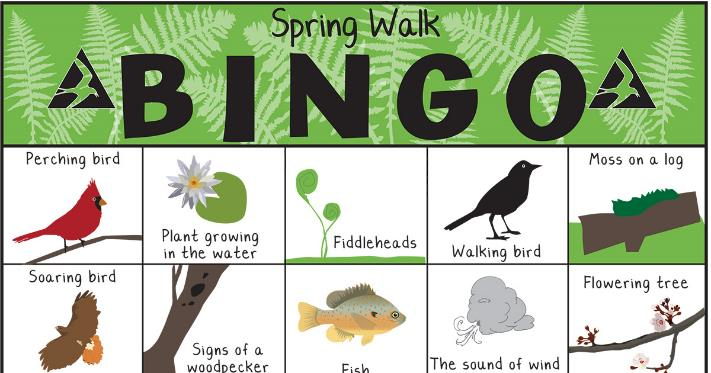 Spring Walk
BINGO
Perching bird
Plant growing
in the water
Fiddleheads
Walking bird
Moss on a log
Soaring bird
Signs of a
woodpecker
Fish
The sound of wind
Flowering tree